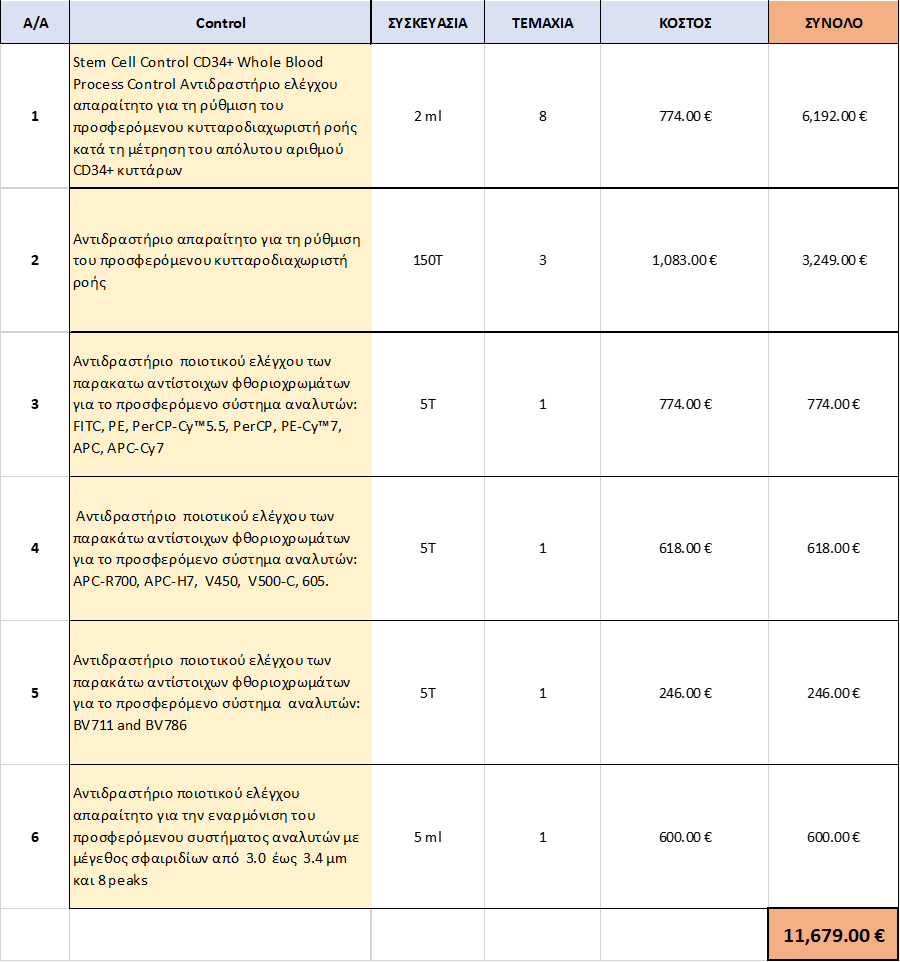 Α/Α Control ΣΥΣΚΕΥΑΣΙΑ ΤΕΜΑΧΙΑ ΚΟΣΤΟΣ ΣΥΝΟΛΟ
1
Stem Cell Control CD34+ Whole Blood
Process Control Αντιδραστήριο ελέγχου
απαραίτητο για τη ρύθμιση του
προσφερόμενου κυτταροδιαχωριστή ροής
κατά τη μέτρηση του απόλυτου αριθμού
CD34+ κυττάρων
2 ml 8 774.00 € 6,192.00 €
2
Αντιδραστήριο απαραίτητο για τη ρύθμιση
του προσφερόμενου κυτταροδιαχωριστή
ροής
150T 3 1,083.00 € 3,249.00 €
3
Αντιδραστήριο ποιοτικού ελέγχου των
παρακατω αντίστοιχων φθοριοχρωμάτων
για το προσφερόμενο σύστημα αναλυτών:
FITC, PE, PerCP-Cy™5.5, PerCP, PE-Cy™7,
APC, APC-Cy7
5T 1 774.00 € 774.00 €
4
Αντιδραστήριο ποιοτικού ελέγχου των
παρακάτω αντίστοιχων φθοριοχρωμάτων
για το προσφερόμενο σύστημα αναλυτών:
APC-R700, APC-H7, V450, V500-C, 605.
5T 1 618.00 € 618.00 €
5
Αντιδραστήριο ποιοτικού ελέγχου των
παρακάτω αντίστοιχων φθοριοχρωμάτων
για το προσφερόμενο σύστημα αναλυτών:
BV711 and BV786
5T 1 246.00 € 246.00 €
6
Αντιδραστήριο ποιοτικού ελέγχου
απαραίτητο για την εναρμόνιση του
προσφερόμενου συστήματος αναλυτών με
μέγεθος σφαιριδίων από 3.0 έως 3.4 μm
και 8 peaks
5 ml 1 600.00 € 600.00 €
11,679.00 €